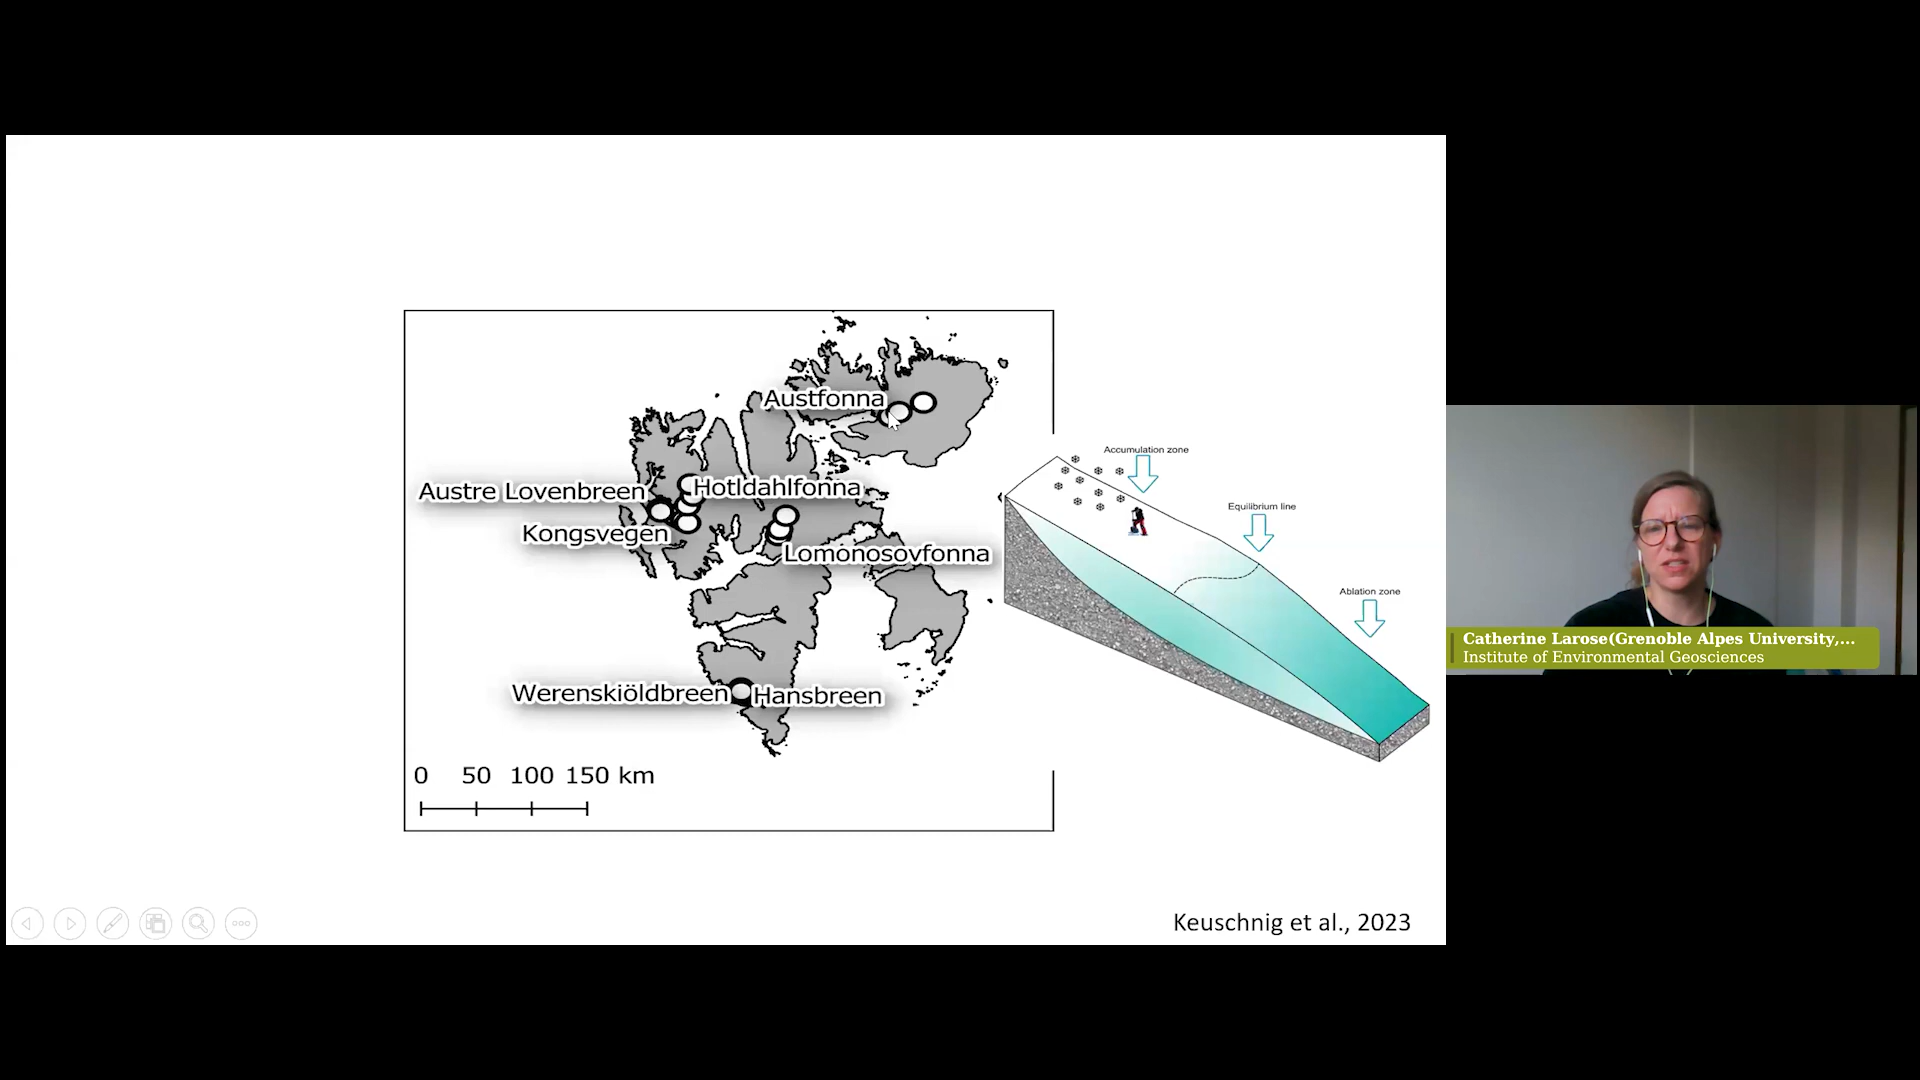 Austfonna
Austre Lovenbreen
Hotldahlfonna
Kongsvegen
Lomonosovfonna
Werenskiöldbreen
Hansbreen
0 50 100 150 km
Accumulation zone
Equilibrium line
Ablation zone
Keuschnig et al., 2023
Catherine Larose(Grenoble Alpes University,...
Institute of Environmental Geosciences